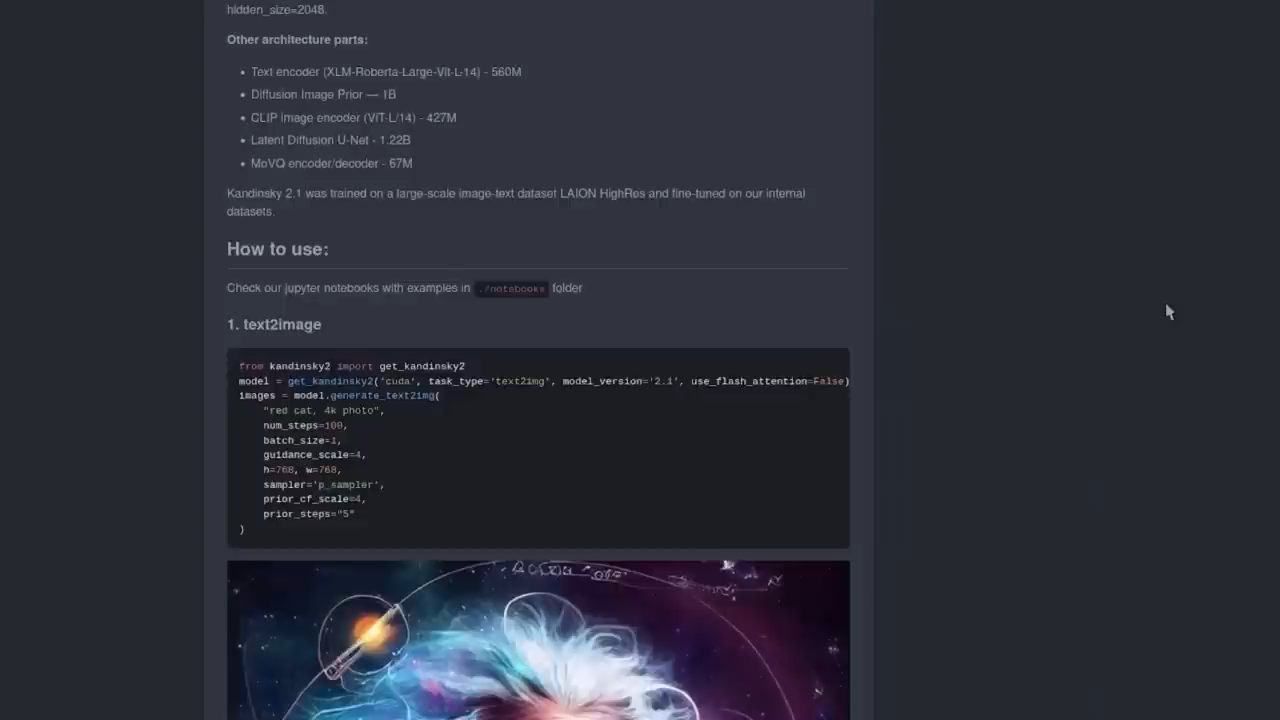 hidden_size=2048.
Other architecture parts:
• Text encoder (XLM-Roberta-Large-Vit-L-14) - 560M
• Diffusion Image Prior — 1B
• CLIP image encoder (ViT-L/14) - 427M
• Latent Diffusion U-Net - 1.22B
• MoVQ encoder/decoder - 67M
Kandinsky 2.1 was trained on a large-scale image-text dataset LAION HighRes and fine-tuned on our internal
datasets.
How to use:
Check our jupyter notebooks with examples in ./notebooks folder
1. text2image
from kandinsky2 import get_kandinsky2
model = get_kandinsky2('cuda', task_type='text2img', model_version='2.1', use_flash_attention=False)
images = model.generate_text2img(
"red cat, 4k photo",
num_steps=100,
batch_size=1,
guidance_scale=4,
h=768, w=768,
sampler='p_sampler',
prior_cf_scale=4,
prior_steps="5"
)